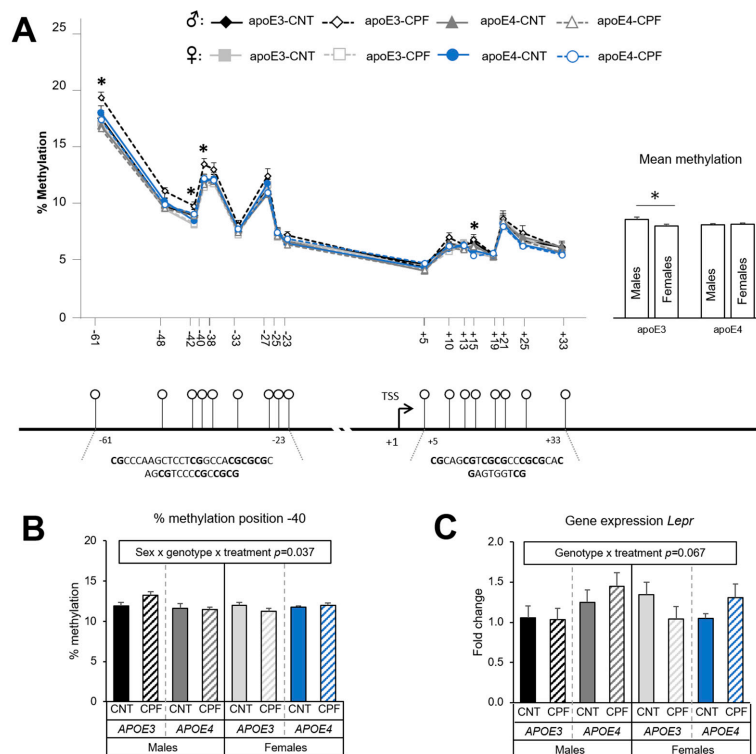 A
♂: apoE3-CNT apoE3-CPF apoE4-CNT apoE4-CPF
♀: apoE3-CNT apoE3-CPF apoE4-CNT apoE4-CPF
25
20
15
10
5
0
% Methylation
*
*
*
*
-61 -48 -42 -40 -38 -33 -27 -25 -23 +5 +10 +13 +15 +19 +21 +25 +33
Mean methylation
*
Males Females Males Females
apoE3 apoE4
TSS
-61 -23 +1 +5 +33
CGCCCAAGCTCCTCGGCCACGCGCGC
AGCGTCCCCGCCGCG
CGCAGCGTCGCGCCCGCGCAC
GAGTGGTCG
B
% methylation position -40
Sex x genotype x treatment p=0.037
20
15
10
5
0
% methylation
CNT CPF CNT CPF CNT CPF CNT CPF
APOE3 APOE4 APOE3 APOE4
Males Females
C
Gene expression Lepr
Genotype x treatment p=0.067
2.0
1.5
1.0
0.5
0.0
Fold change
CNT CPF CNT CPF CNT CPF CNT CPF
APOE3 APOE4 APOE3 APOE4
Males Females